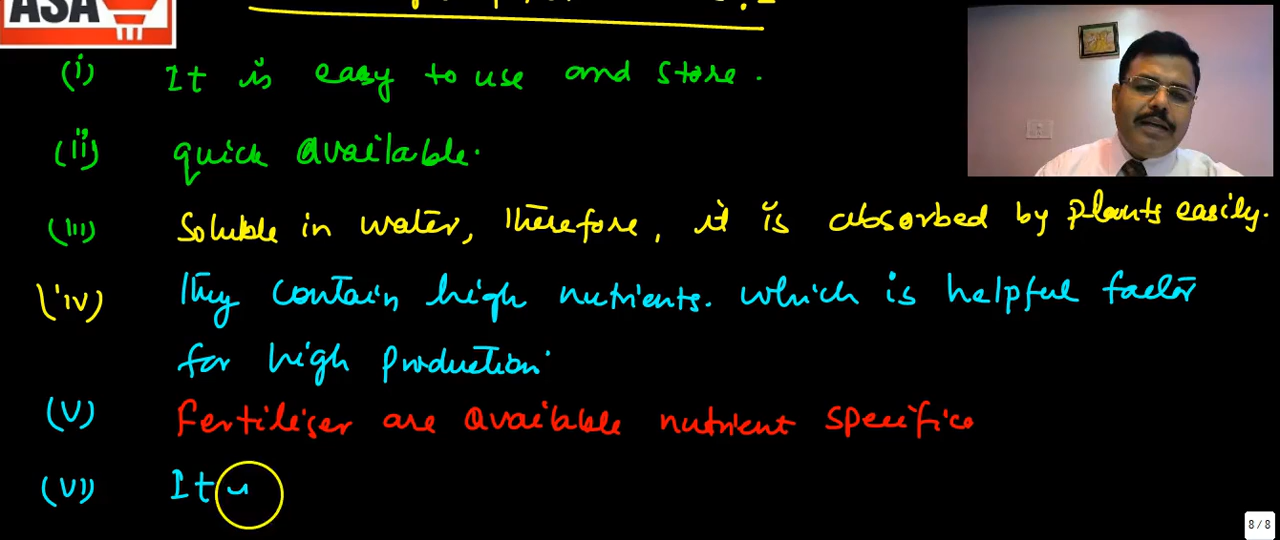 ASA
(i) It is easy to use and store.
(ii) quick available.
(iii) Soluble in water, therefore, it is absorbed by plants easily.
(iv) They contain high nutrients. which is helpful factor
for high production.
(v) Fertiliser are available nutrient specific
(vi) It
8/8